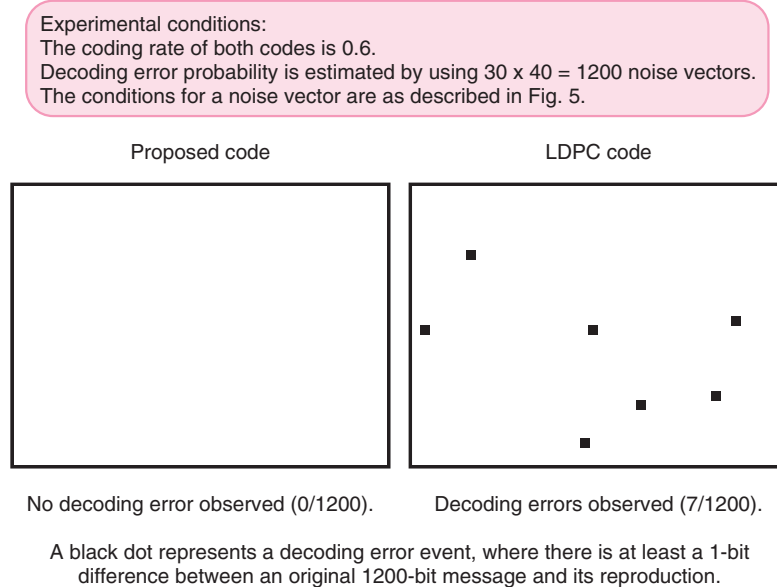 Experimental conditions:
The coding rate of both codes is 0.6.
Decoding error probability is estimated by using 30 x 40 = 1200 noise vectors.
The conditions for a noise vector are as described in Fig. 5.
Proposed code
LDPC code
No decoding error observed (0/1200).
Decoding errors observed (7/1200).
A black dot represents a decoding error event, where there is at least a 1-bit
difference between an original 1200-bit message and its reproduction.